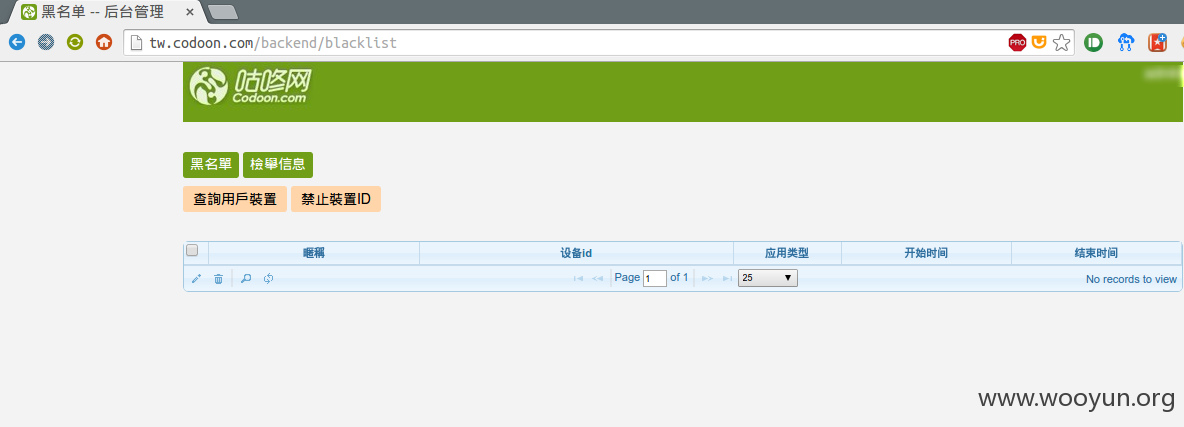 黑名单 -- 后台管理
tw.codoon.com/backend/blacklist
PRO
咕咚网
Codoon.com
黑名單 檢舉信息
查詢用戶裝置 禁止裝置ID
暱稱 设备id 应用类型 开始时间 结束时间
Page 1 of 1 25 No records to view
www.wooyun.org